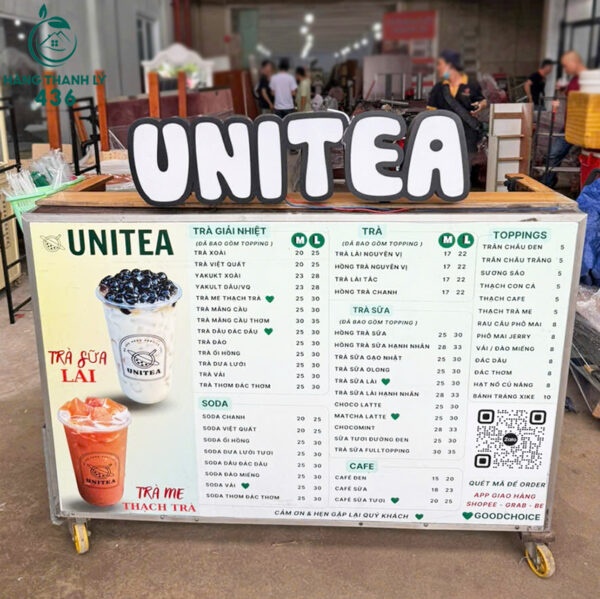 HÀNG THANH LÝ
436
UNITEA
UNITEA
TRÀ SỮA
LÀI
UNITEA
UNITEA
TRÀ ME
THẠCH TRÀ
TRÀ GIẢI NHIỆT M L
(ĐÃ BAO GỒM TOPPING)
TRÀ XOÀI 20 25
TRÀ VIỆT QUẤT 20 25
YAKUKT XOÀI 23 28
YAKULT DÂU/VQ 23 28
TRÀ ME THẠCH TRÀ 25 30
TRÀ MÃNG CẦU 25 30
TRÀ MÃNG CẦU THƠM 30 35
TRÀ DÂU ĐÁC DÂU 25 30
TRÀ ĐÀO 25 30
TRÀ ỔI HỒNG 25 30
TRÀ DƯA LƯỚI 25 30
TRÀ VẢI 25 30
TRÀ THƠM ĐÁC THƠM 25 30
SODA
SODA CHANH 20 25
SODA VIỆT QUẤT 20 25
SODA ỔI HỒNG 25 30
SODA DƯA LƯỚI TƯƠI 25 30
SODA DÂU ĐÁC DÂU 25 30
SODA ĐÀO MIẾNG 25 30
SODA VẢI 25 30
SODA THƠM ĐÁC THƠM 25 30
TRÀ M L
(ĐÃ BAO GỒM TOPPING)
TRÀ LÀI NGUYÊN VỊ 17 22
HỒNG TRÀ NGUYÊN VỊ 17 22
TRÀ LÀI TẮC 17 22
HỒNG TRÀ CHANH 17 22
TRÀ SỮA
(ĐÃ BAO GỒM TOPPING)
HỒNG TRÀ SỮA 25 30
HỒNG TRÀ SỮA HẠNH NHÂN 28 33
TRÀ SỮA GẠO NHẬT 25 30
TRÀ SỮA OLONG 25 30
TRÀ SỮA LÀI 25 30
TRÀ SỮA LÀI HẠNH NHÂN 28 33
CHOCO LATTE 25 30
MATCHA LATTE 25 30
CHOCOMINT 28 33
SỮA TƯƠI ĐƯỜNG ĐEN 25 30
TRÀ SỮA FULLTOPPING 30 35
CAFE
CAFÉ ĐEN 15 20
CAFÉ SỮA 18 23
CAFÉ SỮA TƯƠI 20 25
TOPPINGS
TRÂN CHÂU ĐEN 5
TRÂN CHÂU TRẮNG 5
SƯƠNG SÁO 5
THẠCH CON CÁ 5
THẠCH CAFE 5
THẠCH TRÀ ME 5
RAU CÂU PHÔ MAI 8
PHÔ MAI JERRY 8
VẢI / ĐÀO MIẾNG 8
ĐÁC DÂU 8
ĐÁC THƠM 8
HẠT NỔ CỦ NĂNG 8
BÁNH TRÁNG XIKE 10
Zalo
QUÉT MÃ ĐỂ ORDER
APP GIAO HÀNG
SHOPEE - GRAB - BE
GOODCHOICE
CẢM ƠN & HẸN GẶP LẠI QUÝ KHÁCH